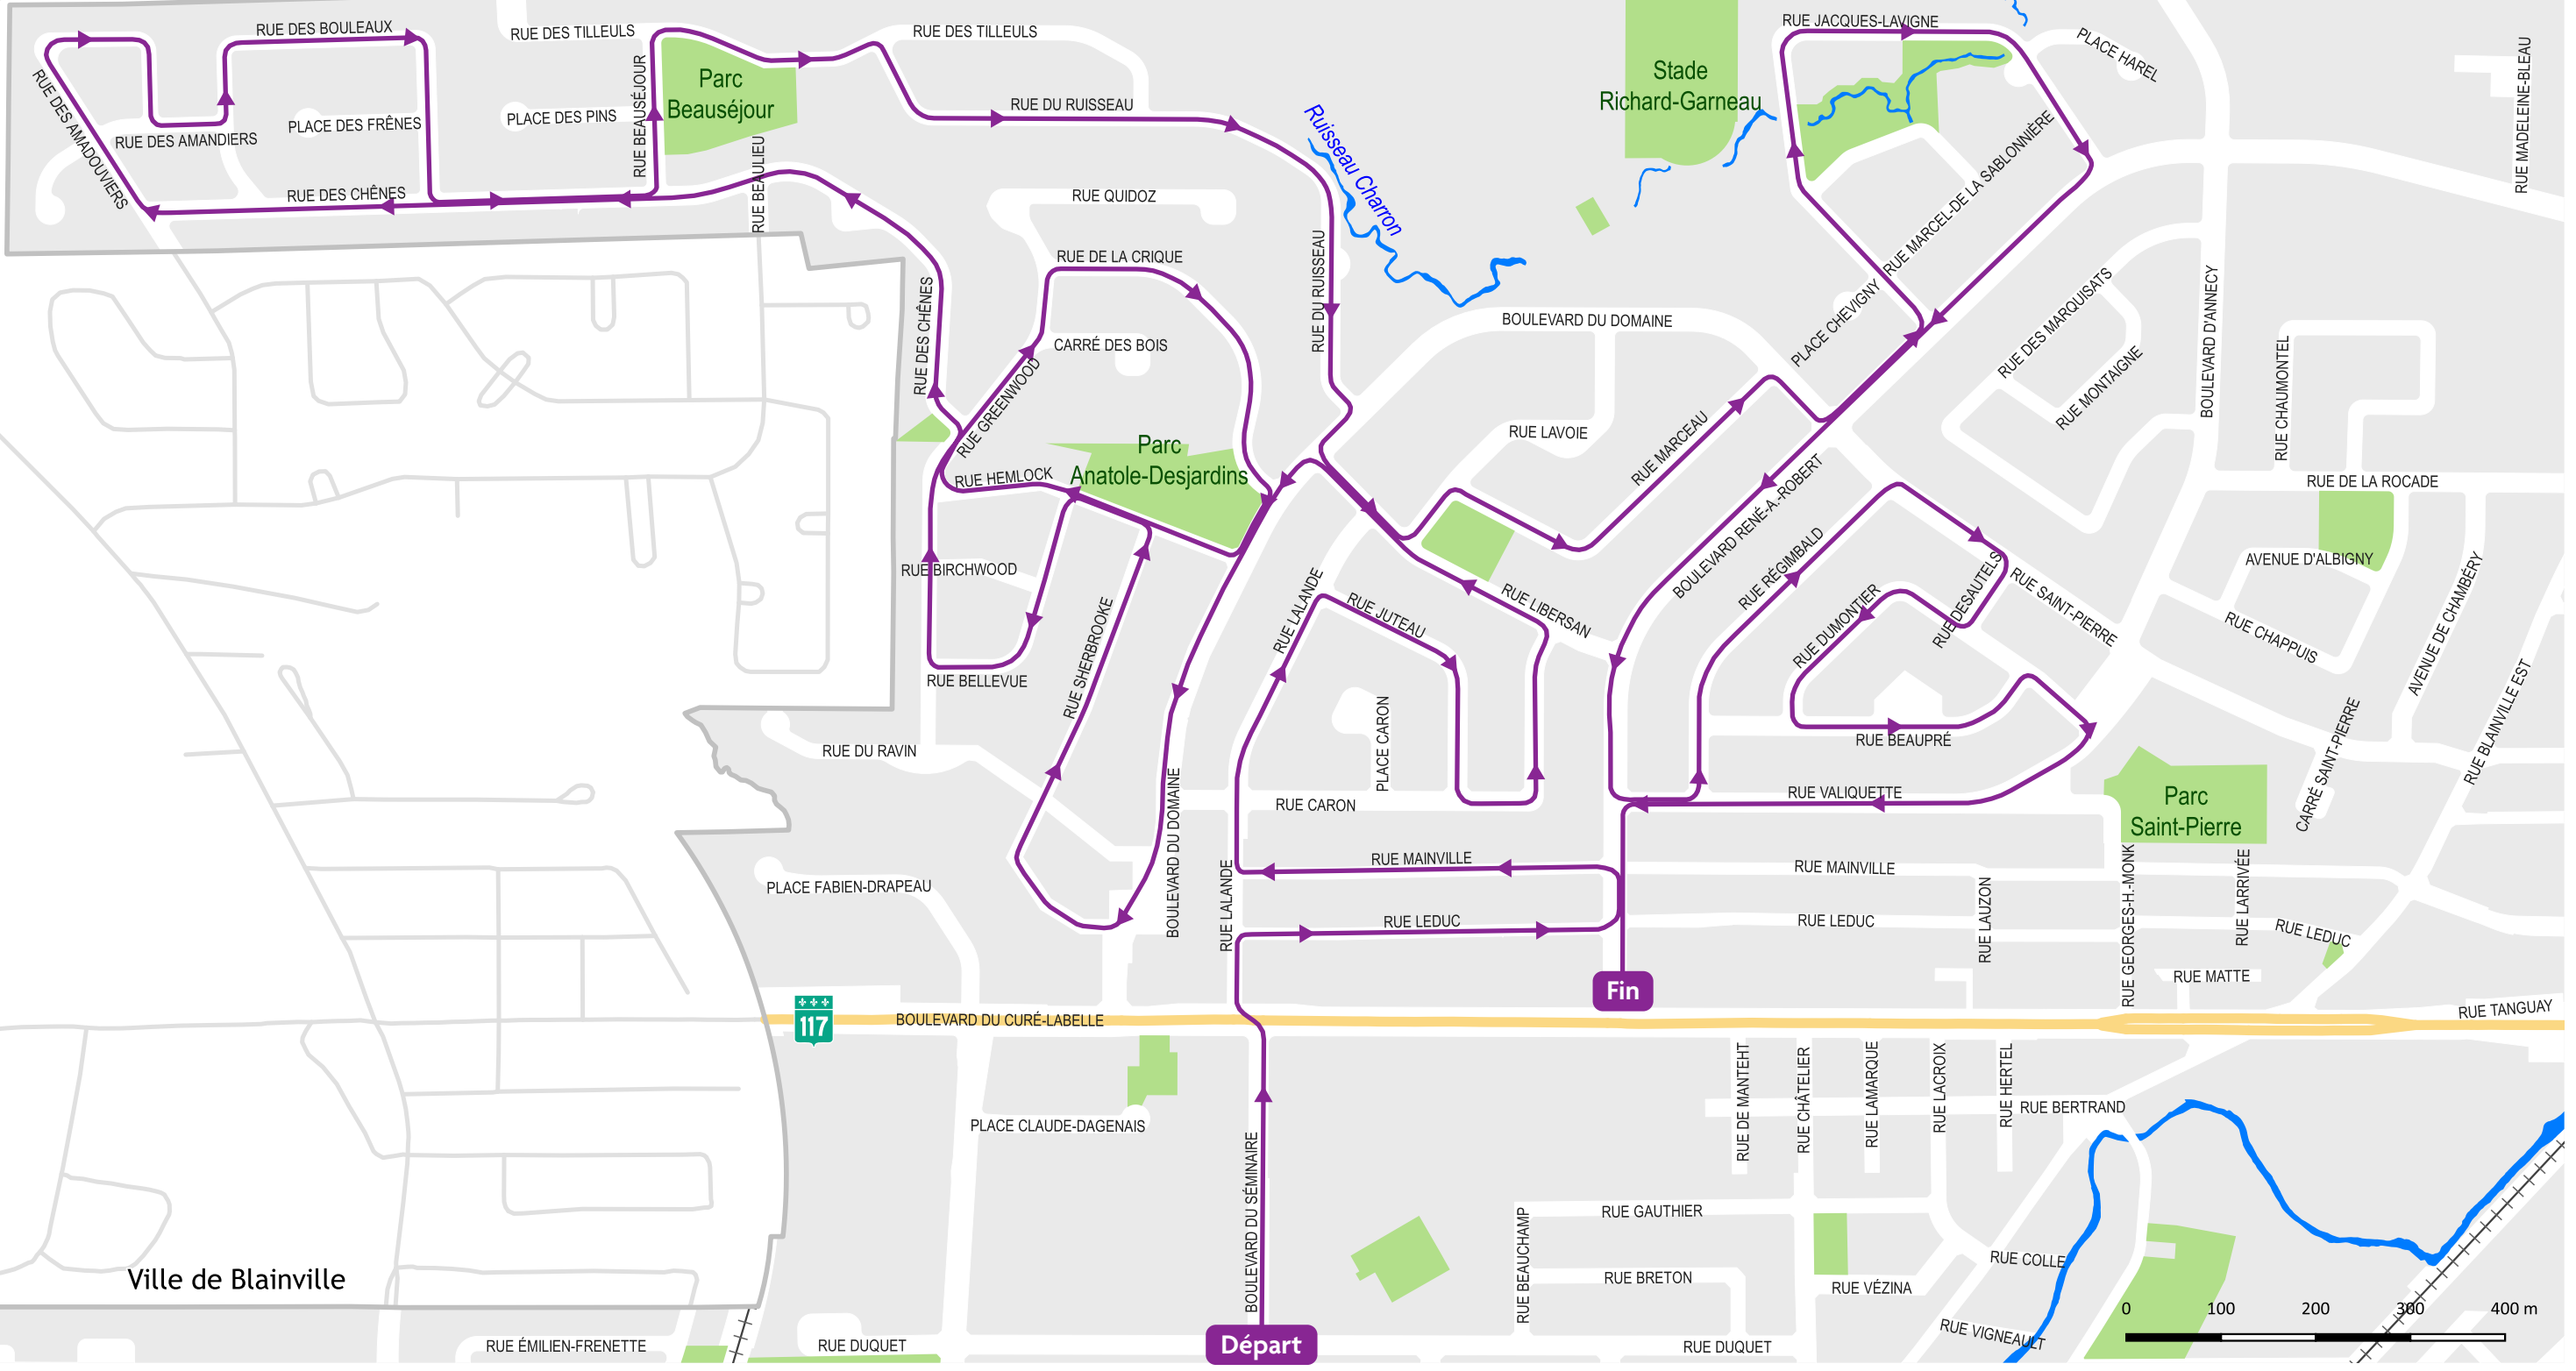 RUE DES BOULEAUX
RUE DES TILLEULS
RUE DES TILLEULS
RUE JACQUES-LAVIGNE
PLACE HAREL
RUE MADELEINE-BLEAU
RUE DES AMADOUVIERS
RUE DES AMANDIERS
PLACE DES FRÊNES
PLACE DES PINS
RUE BEAUSÉJOUR
Parc
Beauséjour
RUE BEAULIEU
RUE DU RUISSEAU
Ruisseau Charron
Stade
Richard-Garneau
RUE MARCEL-DE LA SABLONNIÈRE
RUE DES CHÊNES
RUE QUIDOZ
RUE DE LA CRIQUE
RUE DU RUISSEAU
RUE DES CHÊNES
CARRÉ DES BOIS
RUE GREENWOOD
BOULEVARD DU DOMAINE
PLACE CHEVIGNY
RUE DES MARQUISATS
RUE MONTAIGNE
BOULEVARD D'ANNECY
RUE CHAUMONTEL
RUE HEMLOCK
Parc
Anatole-Desjardins
RUE LAVOIE
RUE MARCEAU
BOULEVARD RENÉ-A.-ROBERT
RUE DE LA ROCADE
AVENUE D'ALBIGNY
AVENUE DE CHAMBÉRY
RUE BIRCHWOOD
RUE BELLEVUE
RUE SHERBROOKE
RUE LALANDE
RUE JUTEAU
RUE LIBERSAN
RUE RÉGIMBALD
RUE DUMONTIER
RUE DESAUTELS
RUE SAINT-PIERRE
RUE CHAPPUIS
RUE BLAINVILLE EST
CARRÉ SAINT-PIERRE
RUE DU RAVIN
PLACE CARON
RUE BEAUPRÉ
RUE CARON
RUE VALIQUETTE
Parc
Saint-Pierre
BOULEVARD DU DOMAINE
RUE MAINVILLE
RUE MAINVILLE
PLACE FABIEN-DRAPEAU
RUE LALANDE
RUE LEDUC
RUE LEDUC
RUE LAUZON
RUE GEORGES-H.-MONK
RUE LARRIVÉE
RUE LEDUC
RUE MATTE
Fin
117
BOULEVARD DU CURÉ-LABELLE
RUE TANGUAY
RUE DE MANTEHT
RUE CHÂTELIER
RUE LAMARQUE
RUE LACROIX
RUE HERTEL
RUE BERTRAND
PLACE CLAUDE-DAGENAIS
BOULEVARD DU SÉMINAIRE
RUE BEAUCHAMP
RUE GAUTHIER
RUE BRETON
RUE VÉZINA
RUE COLLE
RUE VIGNEAULT
Ville de Blainville
0 100 200 300 400 m
RUE ÉMILIEN-FRENETTE
RUE DUQUET
Départ
RUE DUQUET